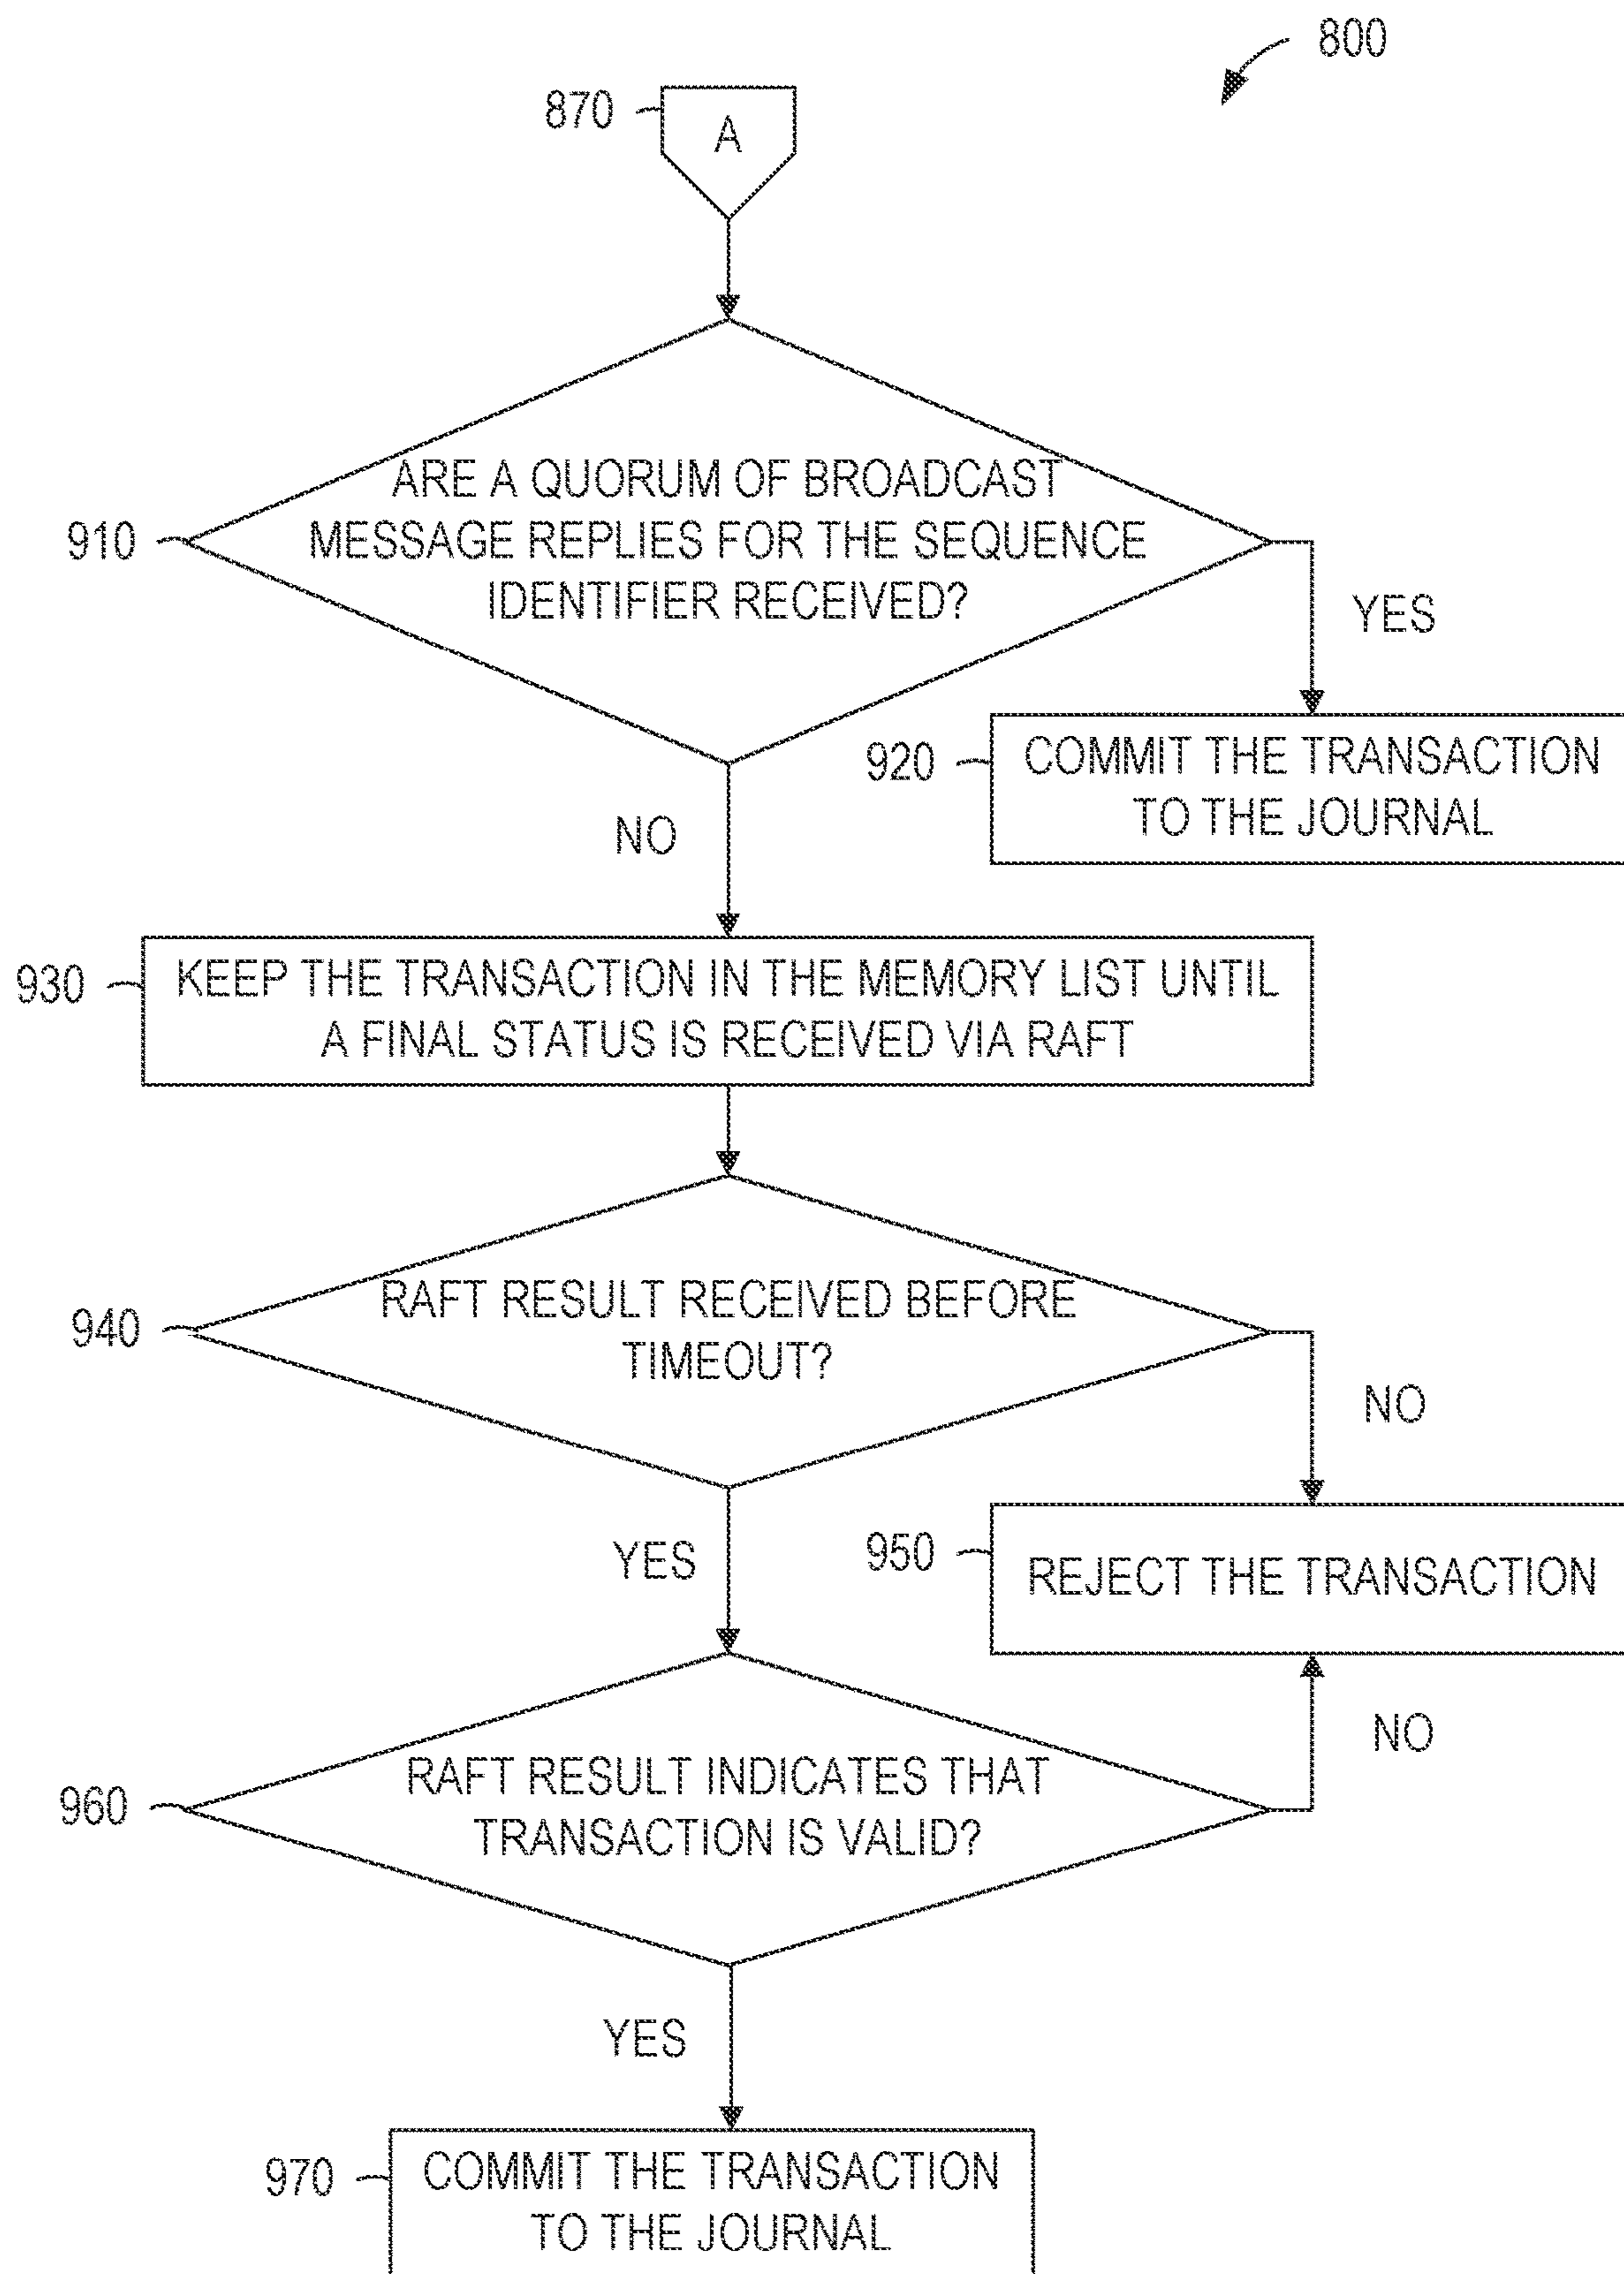 800
870
A
ARE A QUORUM OF BROADCAST
MESSAGE REPLIES FOR THE SEQUENCE
IDENTIFIER RECEIVED?
910
YES
920
COMMIT THE TRANSACTION
TO THE JOURNAL
NO
930
KEEP THE TRANSACTION IN THE MEMORY LIST UNTIL
A FINAL STATUS IS RECEIVED VIA RAFT
940
RAFT RESULT RECEIVED BEFORE
TIMEOUT?
NO
YES
950
REJECT THE TRANSACTION
NO
960
RAFT RESULT INDICATES THAT
TRANSACTION IS VALID?
YES
970
COMMIT THE TRANSACTION
TO THE JOURNAL